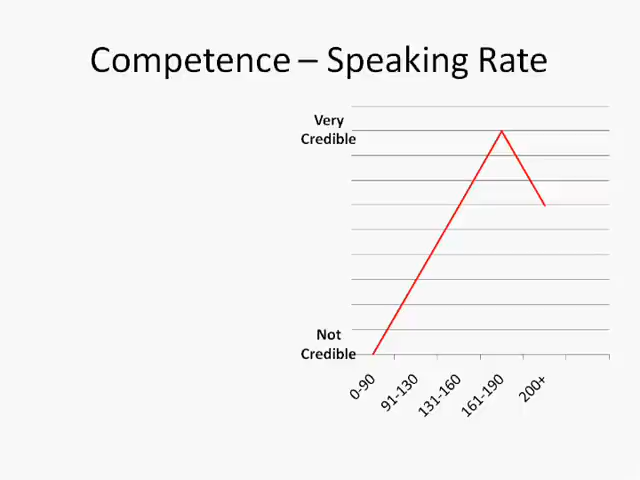 Competence – Speaking Rate
Very
Credible
Not
Credible
0-90
91-130
131-160
161-190
200+